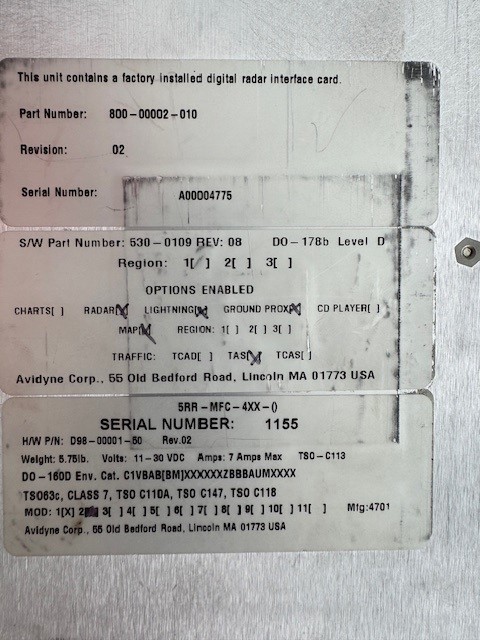 This unit contains a factory installed digital radar interface card.
Part Number: 800-00002-010
Revision: 02
Serial Number: A00004775
S/W Part Number: 530-0109 REV: 08 DO-178b Level D
Region: 1[ ] 2[ ] 3[ ]
OPTIONS ENABLED
CHARTS[ ] RADAR[X] LIGHTNING[X] GROUND PROX[X] CD PLAYER[ ]
MAP[X] REGION: 1[ ] 2[ ] 3[ ]
TRAFFIC: TCAD[ ] TAS[X] TCAS[ ]
Avidyne Corp., 55 Old Bedford Road, Lincoln MA 01773 USA
5RR-MFC-4XX-()
SERIAL NUMBER: 1155
H/W P/N: D98-00001-50 Rev.02
Weight: 5.75lb. Volts: 11-30 VDC Amps: 7 Amps Max TSO-C113
DO-160D Env. Cat. C1VBAB[BM]XXXXXXZBBBAUMXXXX
TSO63c, CLASS 7, TSO C110A, TSO C147, TSO C118
MOD: 1[X] 2[ ] 3[ ] 4[ ] 5[ ] 6[ ] 7[ ] 8[ ] 9[ ] 10[ ] 11[ ] Mfg:4701
Avidyne Corp., 55 Old Bedford Road, Lincoln MA 01773 USA